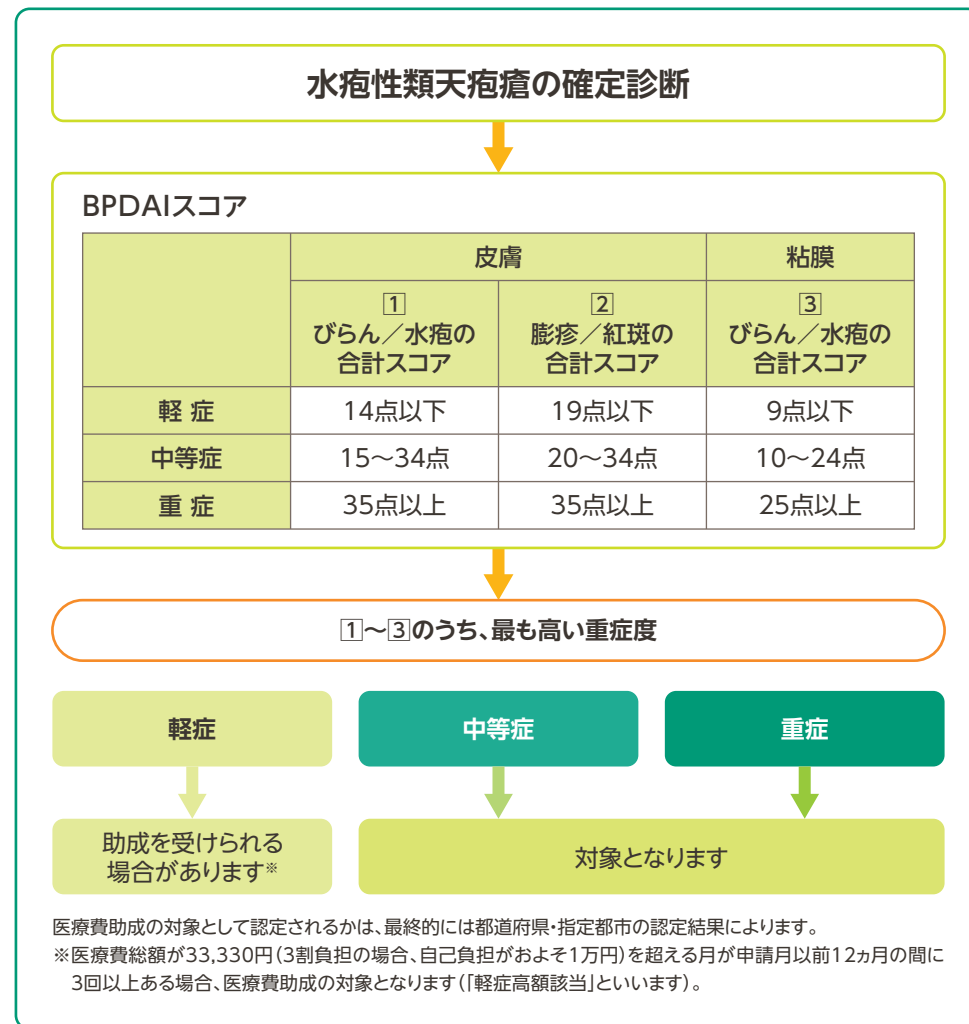 水疱性類天疱瘡の確定診断
BPDAIスコア
皮膚 粘膜
1 2 3
びらん／水疱の 膨疹／紅斑の びらん／水疱の
合計スコア 合計スコア 合計スコア
軽 症 14点以下 19点以下 9点以下
中等症 15〜34点 20〜34点 10〜24点
重 症 35点以上 35点以上 25点以上
1〜3のうち、最も高い重症度
軽症 中等症 重症
助成を受けられる
場合があります※
対象となります
医療費助成の対象として認定されるかは、最終的には都道府県・指定都市の認定結果によります。
※医療費総額が33,330円（3割負担の場合、自己負担がおよそ1万円）を超える月が申請月以前12ヵ月の間に
3回以上ある場合、医療費助成の対象となります（「軽症高額該当」といいます）。